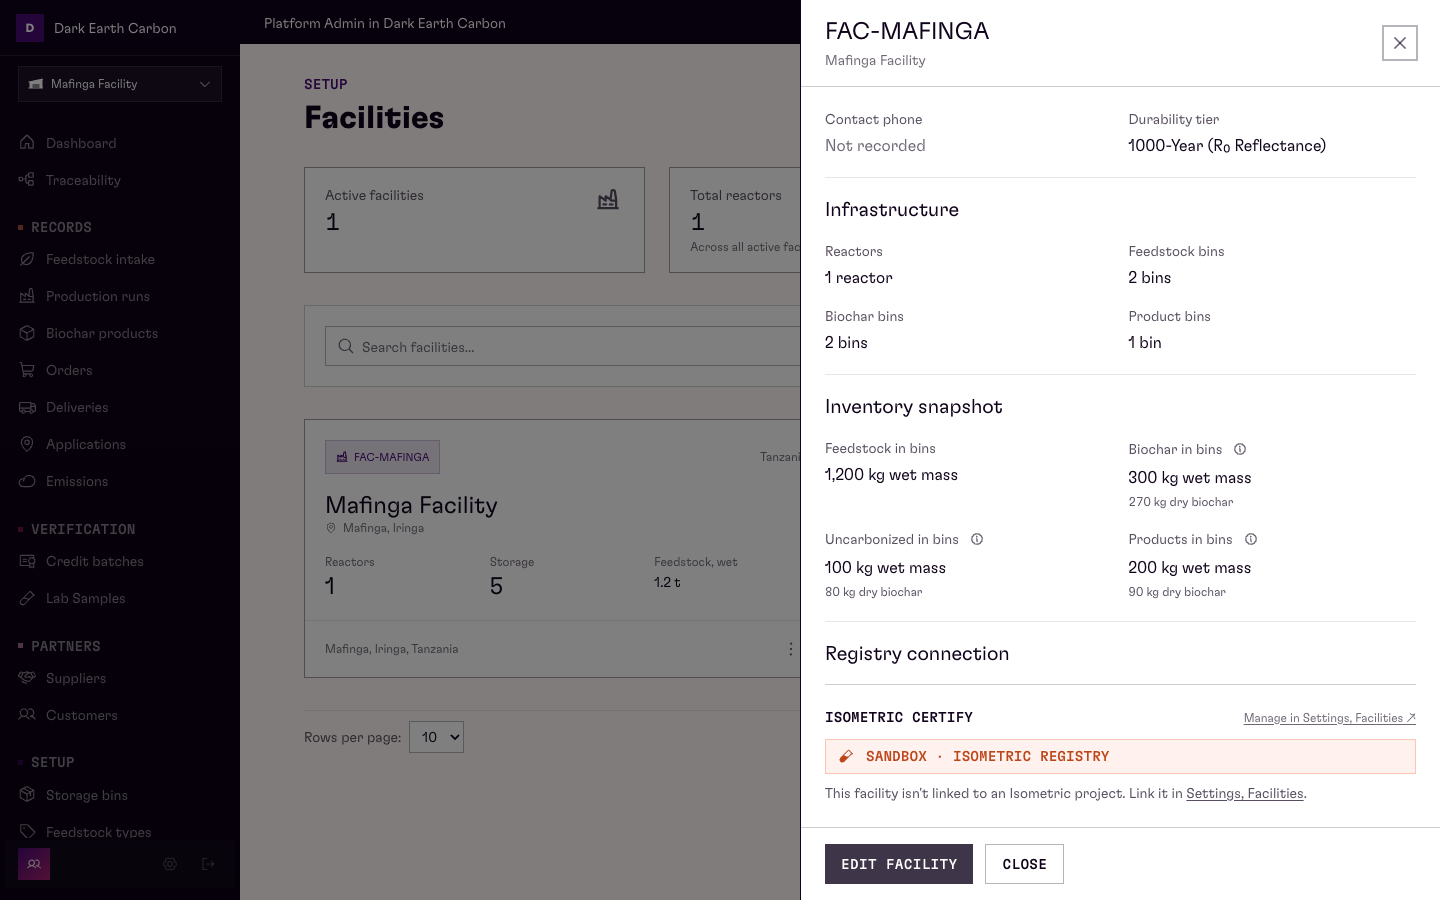 D Dark Earth Carbon
Platform Admin in Dark Earth Carbon
Mafinga Facility
Dashboard
Traceability
RECORDS
Feedstock intake
Production runs
Biochar products
Orders
Deliveries
Applications
Emissions
VERIFICATION
Credit batches
Lab Samples
PARTNERS
Suppliers
Customers
SETUP
Storage bins
Feedstock types
SETUP
Facilities
Active facilities
1
Total reactors
1
Across all active fac
Search facilities...
FAC-MAFINGA
Tanzani
Mafinga Facility
Mafinga, Iringa
Reactors Storage Feedstock, wet
1 5 1.2 t
Mafinga, Iringa, Tanzania
Rows per page: 10
FAC-MAFINGA
Mafinga Facility
Contact phone Durability tier
Not recorded 1000-Year (R₀ Reflectance)
Infrastructure
Reactors Feedstock bins
1 reactor 2 bins
Biochar bins Product bins
2 bins 1 bin
Inventory snapshot
Feedstock in bins Biochar in bins
1,200 kg wet mass 300 kg wet mass
270 kg dry biochar
Uncarbonized in bins Products in bins
100 kg wet mass 200 kg wet mass
80 kg dry biochar 90 kg dry biochar
Registry connection
ISOMETRIC CERTIFY Manage in Settings, Facilities ↗
SANDBOX · ISOMETRIC REGISTRY
This facility isn't linked to an Isometric project. Link it in Settings, Facilities.
EDIT FACILITY CLOSE